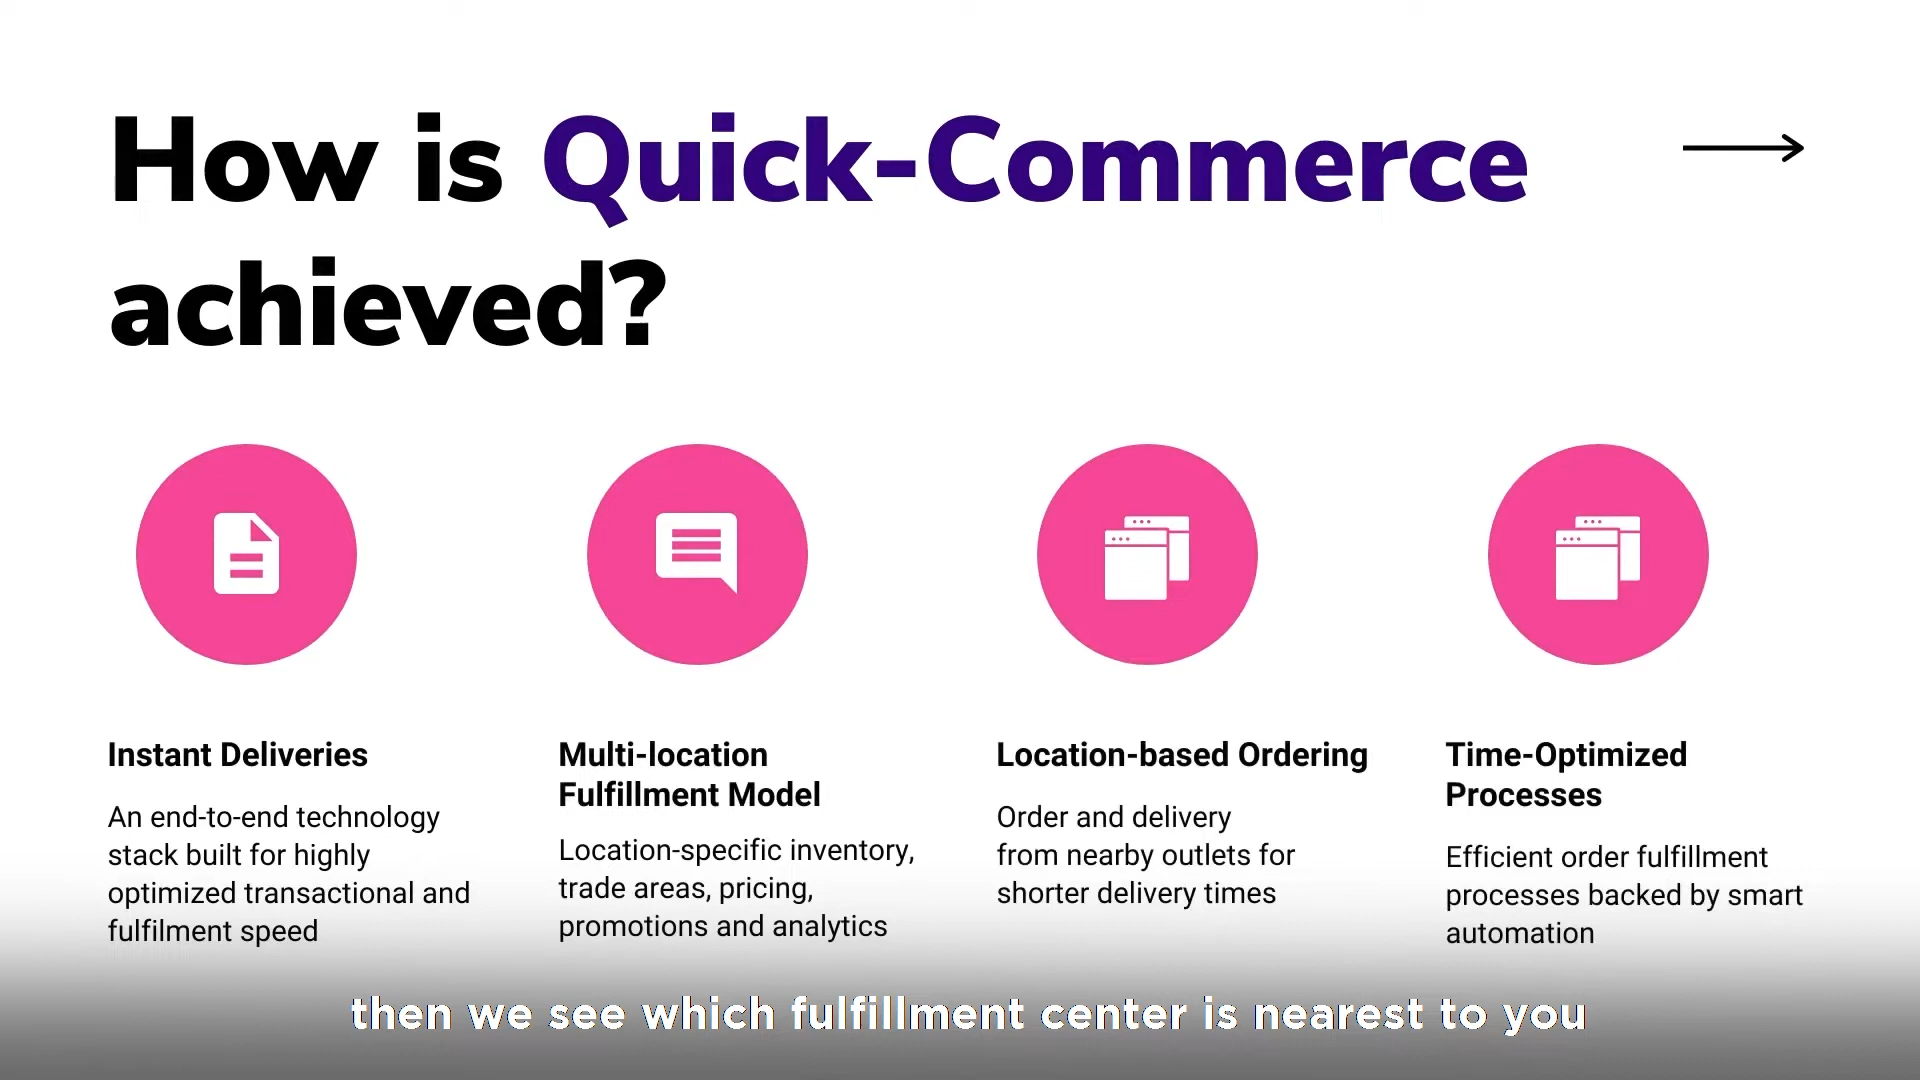 How is Quick-Commerce
achieved?
Instant Deliveries
An end-to-end technology
stack built for highly
optimized transactional and
fulfilment speed
Multi-location
Fulfillment Model
Location-specific inventory,
trade areas, pricing,
promotions and analytics
Location-based Ordering
Order and delivery
from nearby outlets for
shorter delivery times
Time-Optimized
Processes
Efficient order fulfillment
processes backed by smart
automation
then we see which fulfillment center is nearest to you